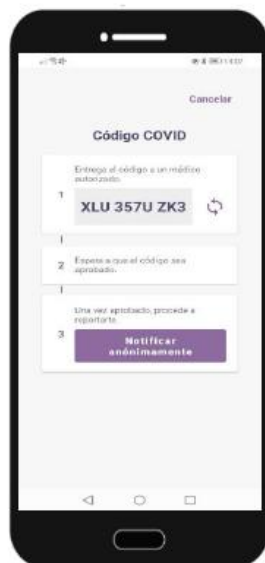 Cancelar
Código COVID
Entrega el código a un médico
autorizado.
1
XLU 357U ZK3
2
Espera a que el código sea
aprobado.
Una vez aprobado, procede a
reportarte.
3
Notificar
anónimamente